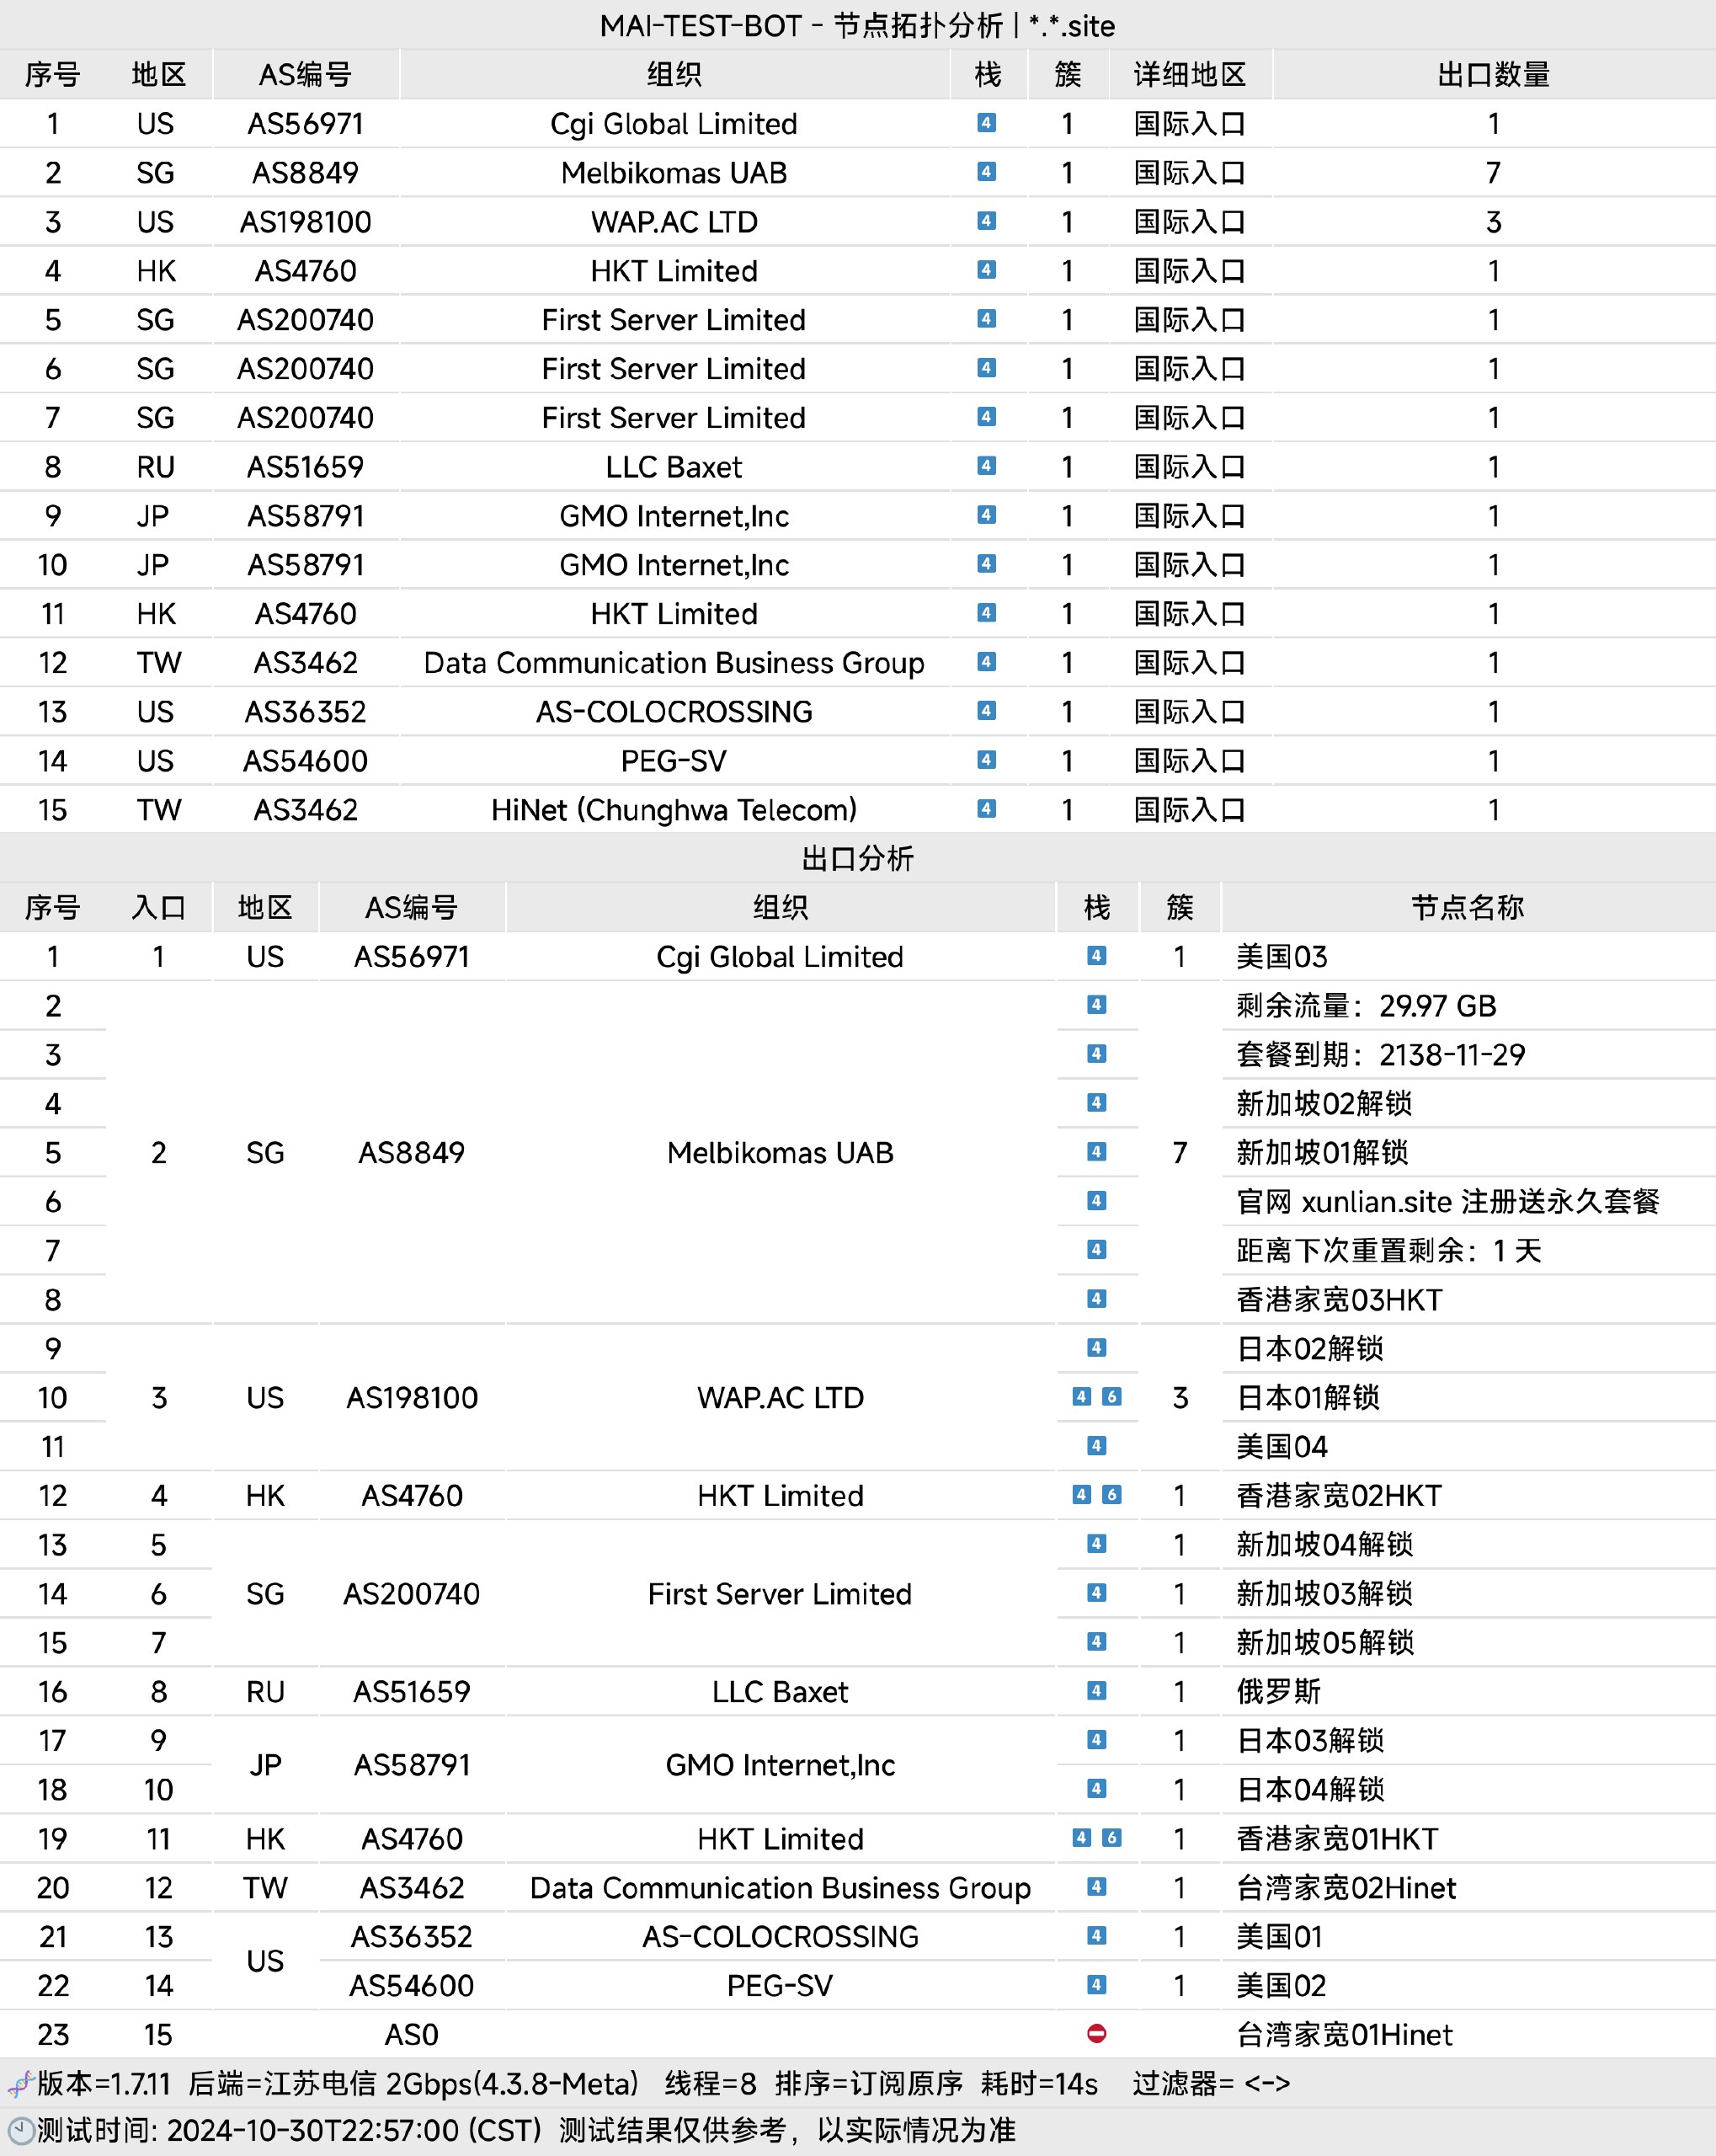 MAI-TEST-BOT - 节点拓扑分析 | *.*.site
序号 地区 AS编号 组织 栈 簇 详细地区 出口数量
1 US AS56971 Cgi Global Limited 4 1 国际入口 1
2 SG AS8849 Melbikomas UAB 4 1 国际入口 7
3 US AS198100 WAP.AC LTD 4 1 国际入口 3
4 HK AS4760 HKT Limited 4 1 国际入口 1
5 SG AS200740 First Server Limited 4 1 国际入口 1
6 SG AS200740 First Server Limited 4 1 国际入口 1
7 SG AS200740 First Server Limited 4 1 国际入口 1
8 RU AS51659 LLC Baxet 4 1 国际入口 1
9 JP AS58791 GMO Internet,Inc 4 1 国际入口 1
10 JP AS58791 GMO Internet,Inc 4 1 国际入口 1
11 HK AS4760 HKT Limited 4 1 国际入口 1
12 TW AS3462 Data Communication Business Group 4 1 国际入口 1
13 US AS36352 AS-COLOCROSSING 4 1 国际入口 1
14 US AS54600 PEG-SV 4 1 国际入口 1
15 TW AS3462 HiNet (Chunghwa Telecom) 4 1 国际入口 1
出口分析
序号 入口 地区 AS编号 组织 栈 簇 节点名称
1 1 US AS56971 Cgi Global Limited 4 1 美国03
2 4 剩余流量：29.97 GB
3 4 套餐到期：2138-11-29
4 4 新加坡02解锁
5 2 SG AS8849 Melbikomas UAB 4 7 新加坡01解锁
6 4 官网 xunlian.site 注册送永久套餐
7 4 距离下次重置剩余：1 天
8 4 香港家宽03HKT
9 4 日本02解锁
10 3 US AS198100 WAP.AC LTD 4 6 3 日本01解锁
11 4 美国04
12 4 HK AS4760 HKT Limited 4 6 1 香港家宽02HKT
13 5 4 1 新加坡04解锁
14 6 SG AS200740 First Server Limited 4 1 新加坡03解锁
15 7 4 1 新加坡05解锁
16 8 RU AS51659 LLC Baxet 4 1 俄罗斯
17 9 JP AS58791 GMO Internet,Inc 4 1 日本03解锁
18 10 4 1 日本04解锁
19 11 HK AS4760 HKT Limited 4 6 1 香港家宽01HKT
20 12 TW AS3462 Data Communication Business Group 4 1 台湾家宽02Hinet
21 13 US AS36352 AS-COLOCROSSING 4 1 美国01
22 14 AS54600 PEG-SV 4 1 美国02
23 15 AS0 台湾家宽01Hinet
版本=1.7.11 后端=江苏电信 2Gbps(4.3.8-Meta) 线程=8 排序=订阅原序 耗时=14s 过滤器= <->
测试时间: 2024-10-30T22:57:00 (CST) 测试结果仅供参考，以实际情况为准